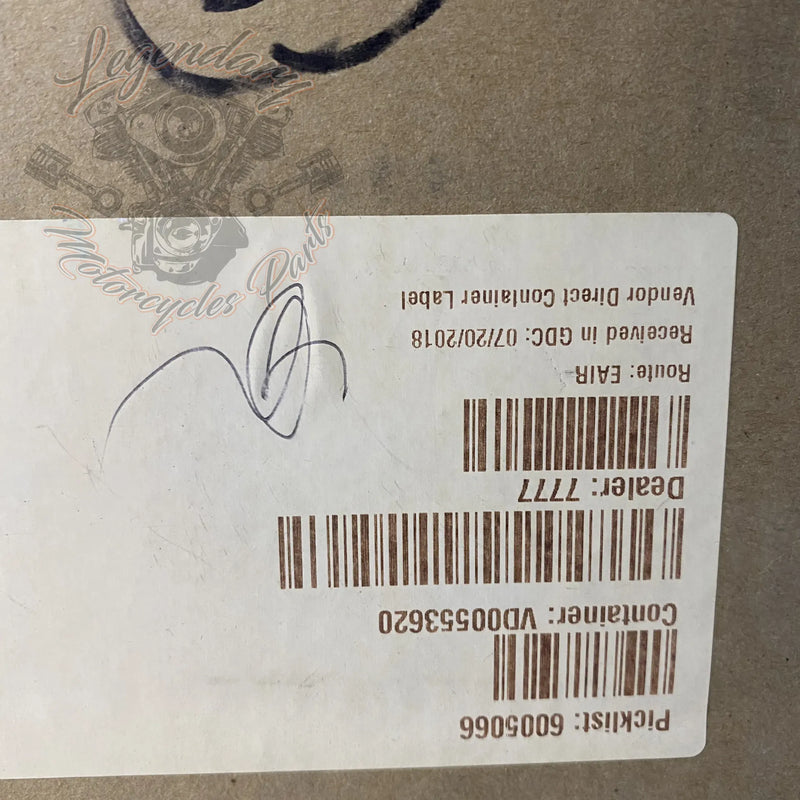 Legendary
Motorcycles Parts
Picklist: 6005066
Container: VD00553620
Dealer: 7777
Route: EAIR
Received in GDC: 07/20/2018
Vendor Direct Container Label